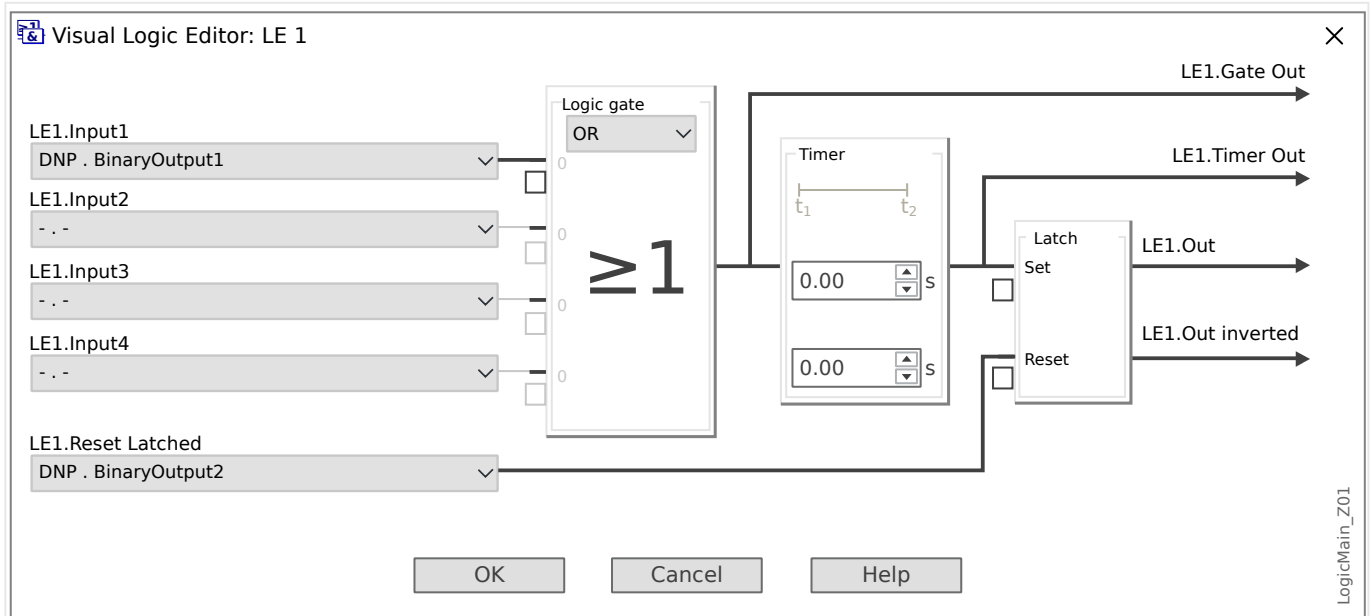 ≥1
&
Visual Logic Editor: LE 1
LE1.Gate Out
Logic gate
OR
LE1.Input1
DNP . BinaryOutput1
0
Timer
LE1.Timer Out
t1 t2
LE1.Input2
- . -
0
≥1
Latch
Set
LE1.Out
LE1.Input3
- . -
0
0.00 s
LE1.Out inverted
LE1.Input4
- . -
0
0.00 s
Reset
LE1.Reset Latched
DNP . BinaryOutput2
OK
Cancel
Help
LogicMain_Z01